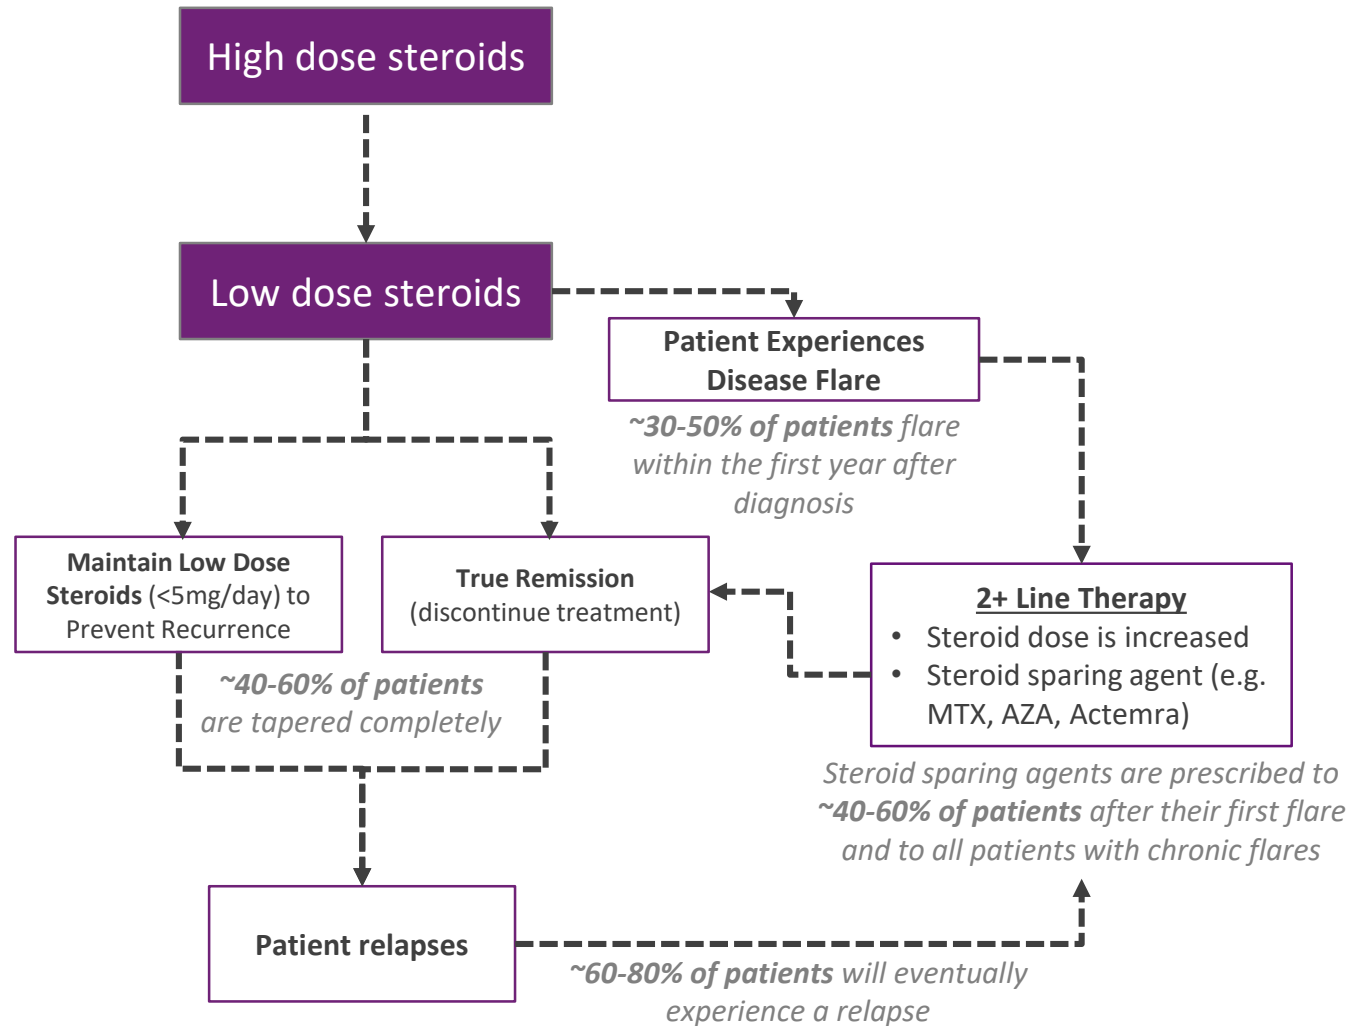 High dose steroids
Low dose steroids
Patient Experiences
Disease Flare
~30-50% of patients flare
within the first year after
diagnosis
Maintain Low Dose
Steroids (<5mg/day) to
Prevent Recurrence
True Remission
(discontinue treatment)
2+ Line Therapy
• Steroid dose is increased
• Steroid sparing agent (e.g.
MTX, AZA, Actemra)
~40-60% of patients
are tapered completely
Steroid sparing agents are prescribed to
~40-60% of patients after their first flare
and to all patients with chronic flares
Patient relapses
~60-80% of patients will eventually
experience a relapse